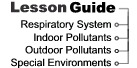 Lesson Guide
Respiratory System
Indoor Pollutants
Outdoor Pollutants
Special Environments